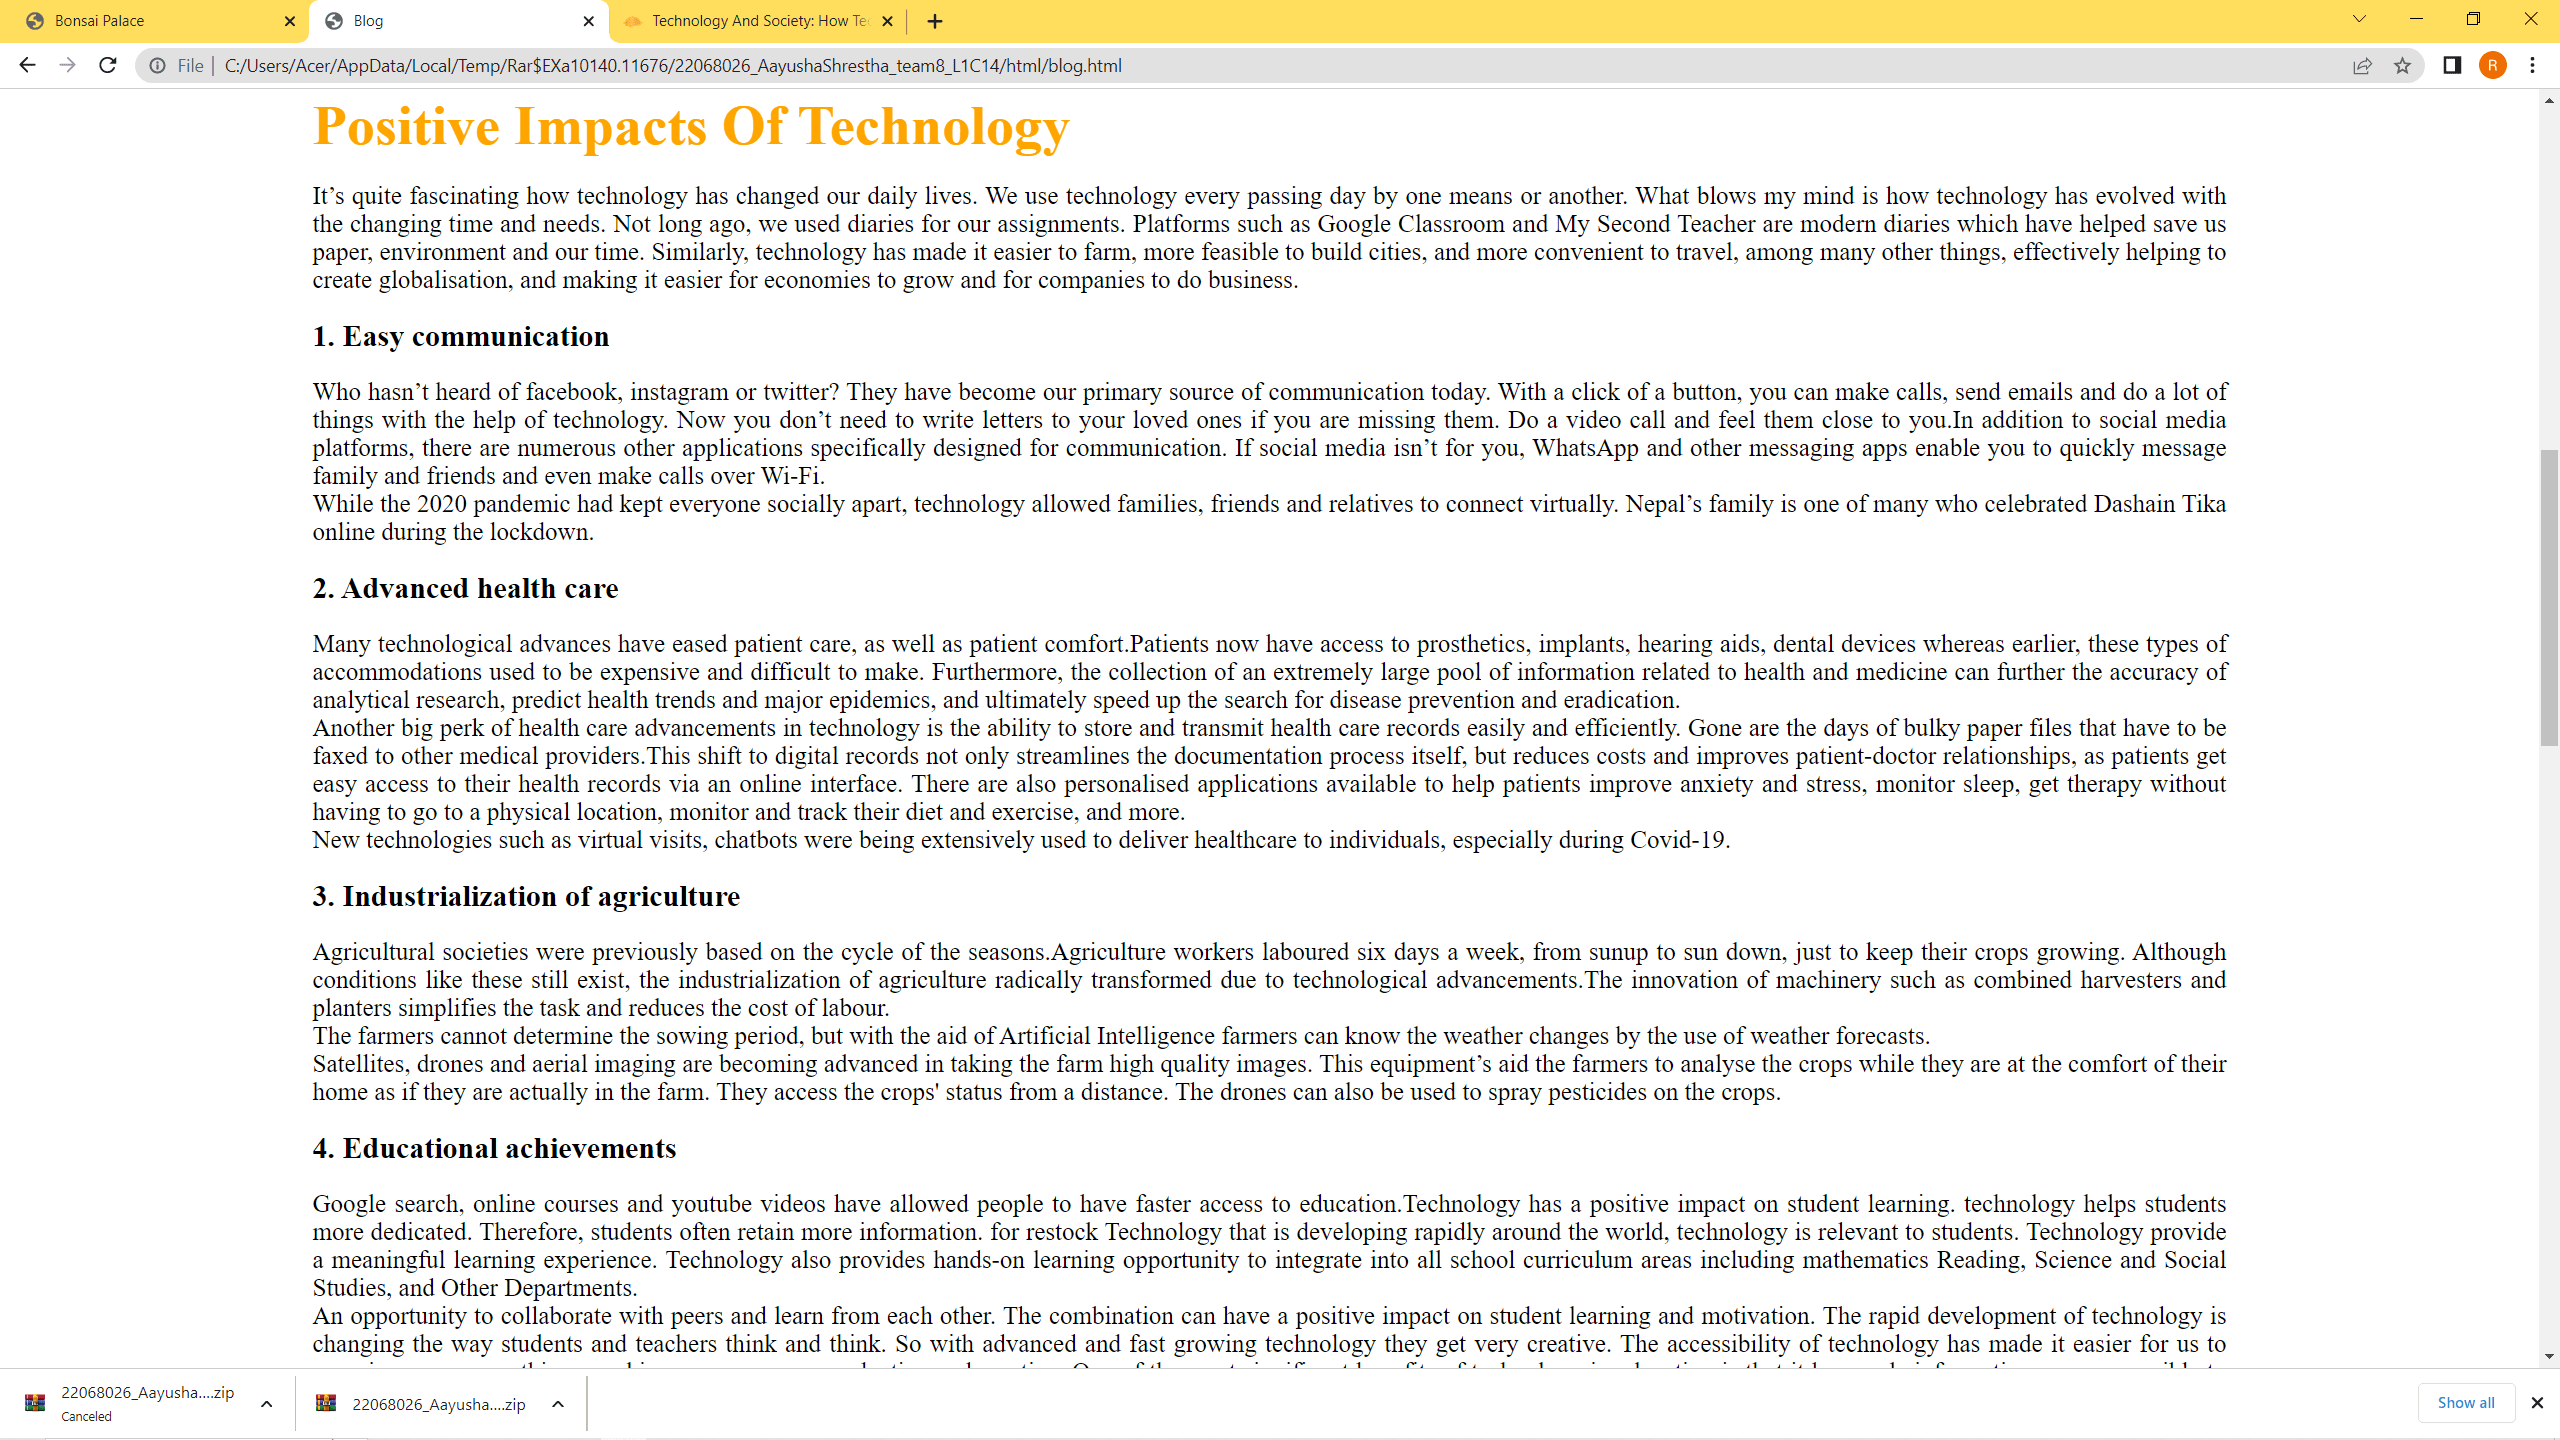 Bonsai Palace
Blog
Technology And Society: How Te
File
C:/Users/Acer/AppData/Local/Temp/Rar$EXa10140.11676/22068026_AayushaShrestha_team8_L1C14/html/blog.html
R
Positive Impacts Of Technology
It’s quite fascinating how technology has changed our daily lives. We use technology every passing day by one means or another. What blows my mind is how technology has evolved with
the changing time and needs. Not long ago, we used diaries for our assignments. Platforms such as Google Classroom and My Second Teacher are modern diaries which have helped save us
paper, environment and our time. Similarly, technology has made it easier to farm, more feasible to build cities, and more convenient to travel, among many other things, effectively helping to
create globalisation, and making it easier for economies to grow and for companies to do business.
1. Easy communication
Who hasn’t heard of facebook, instagram or twitter? They have become our primary source of communication today. With a click of a button, you can make calls, send emails and do a lot of
things with the help of technology. Now you don’t need to write letters to your loved ones if you are missing them. Do a video call and feel them close to you.In addition to social media
platforms, there are numerous other applications specifically designed for communication. If social media isn’t for you, WhatsApp and other messaging apps enable you to quickly message
family and friends and even make calls over Wi-Fi.
While the 2020 pandemic had kept everyone socially apart, technology allowed families, friends and relatives to connect virtually. Nepal’s family is one of many who celebrated Dashain Tika
online during the lockdown.
2. Advanced health care
Many technological advances have eased patient care, as well as patient comfort.Patients now have access to prosthetics, implants, hearing aids, dental devices whereas earlier, these types of
accommodations used to be expensive and difficult to make. Furthermore, the collection of an extremely large pool of information related to health and medicine can further the accuracy of
analytical research, predict health trends and major epidemics, and ultimately speed up the search for disease prevention and eradication.
Another big perk of health care advancements in technology is the ability to store and transmit health care records easily and efficiently. Gone are the days of bulky paper files that have to be
faxed to other medical providers.This shift to digital records not only streamlines the documentation process itself, but reduces costs and improves patient-doctor relationships, as patients get
easy access to their health records via an online interface. There are also personalised applications available to help patients improve anxiety and stress, monitor sleep, get therapy without
having to go to a physical location, monitor and track their diet and exercise, and more.
New technologies such as virtual visits, chatbots were being extensively used to deliver healthcare to individuals, especially during Covid-19.
3. Industrialization of agriculture
Agricultural societies were previously based on the cycle of the seasons.Agriculture workers laboured six days a week, from sunup to sun down, just to keep their crops growing. Although
conditions like these still exist, the industrialization of agriculture radically transformed due to technological advancements.The innovation of machinery such as combined harvesters and
planters simplifies the task and reduces the cost of labour.
The farmers cannot determine the sowing period, but with the aid of Artificial Intelligence farmers can know the weather changes by the use of weather forecasts.
Satellites, drones and aerial imaging are becoming advanced in taking the farm high quality images. This equipment’s aid the farmers to analyse the crops while they are at the comfort of their
home as if they are actually in the farm. They access the crops' status from a distance. The drones can also be used to spray pesticides on the crops.
4. Educational achievements
Google search, online courses and youtube videos have allowed people to have faster access to education.Technology has a positive impact on student learning. technology helps students
more dedicated. Therefore, students often retain more information. for restock Technology that is developing rapidly around the world, technology is relevant to students. Technology provide
a meaningful learning experience. Technology also provides hands-on learning opportunity to integrate into all school curriculum areas including mathematics Reading, Science and Social
Studies, and Other Departments.
An opportunity to collaborate with peers and learn from each other. The combination can have a positive impact on student learning and motivation. The rapid development of technology is
changing the way students and teachers think and think. So with advanced and fast growing technology they get very creative. The accessibility of technology has made it easier for us to
22068026_Aayusha....zip
Canceled
22068026_Aayusha....zip
Show all